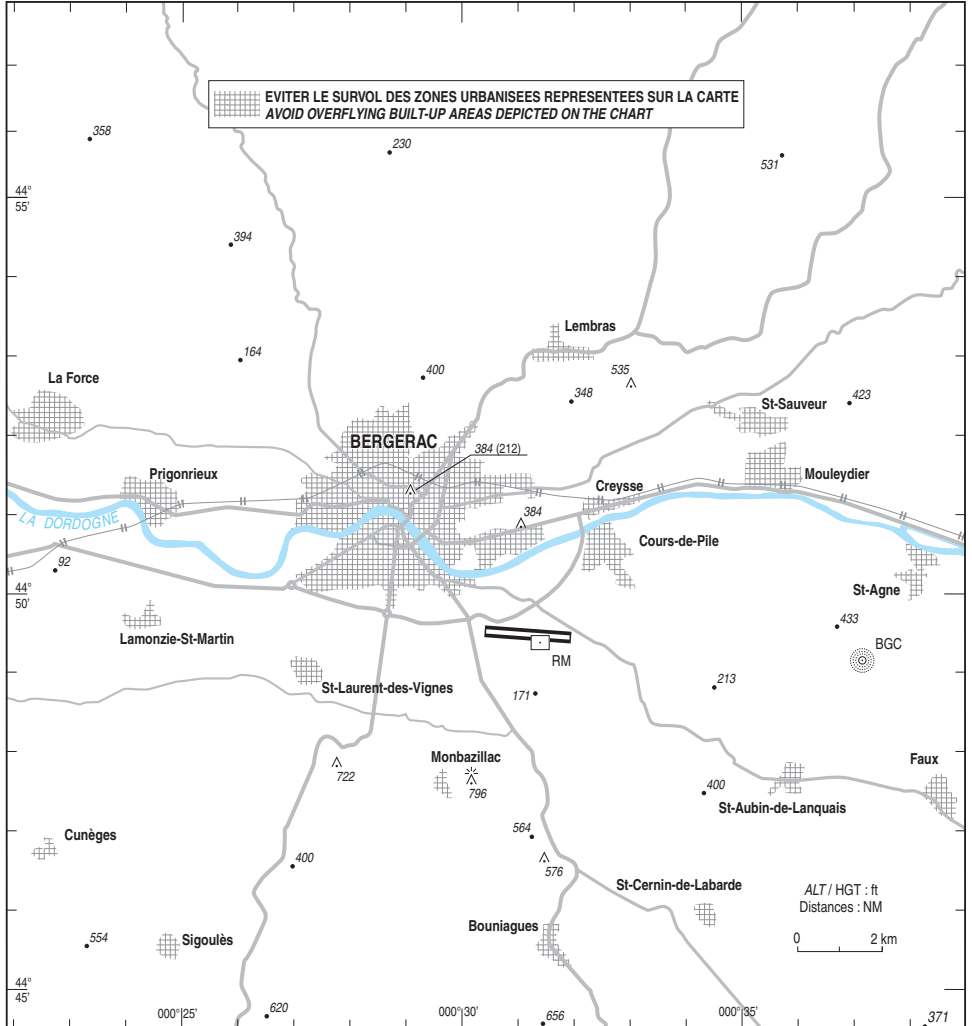 EVITER LE SURVOL DES ZONES URBANISEES REPRESENTEES SUR LA CARTE
AVOID OVERFLYING BUILT-UP AREAS DEPICTED ON THE CHART
358
230
531
44°
55'
394
Lembras
164
400
535
348
423
La Force
St-Sauveur
BERGERAC
384 (212)
Prigonrieux
Mouleydier
Creysse
LA DORDOGNE
384
Cours-de-Pile
92
44°
50'
St-Agne
433
Lamonzie-St-Martin
BGC
RM
St-Laurent-des-Vignes
171
213
Monbazillac
722
796
Faux
400
St-Aubin-de-Lanquais
564
Cunèges
400
576
St-Cernin-de-Labarde
ALT / HGT : ft
Distances : NM
Bouniagues
554
Sigoulès
0 2 km
44°
45'
000° 25'
620
000° 30'
656
000° 35'
371